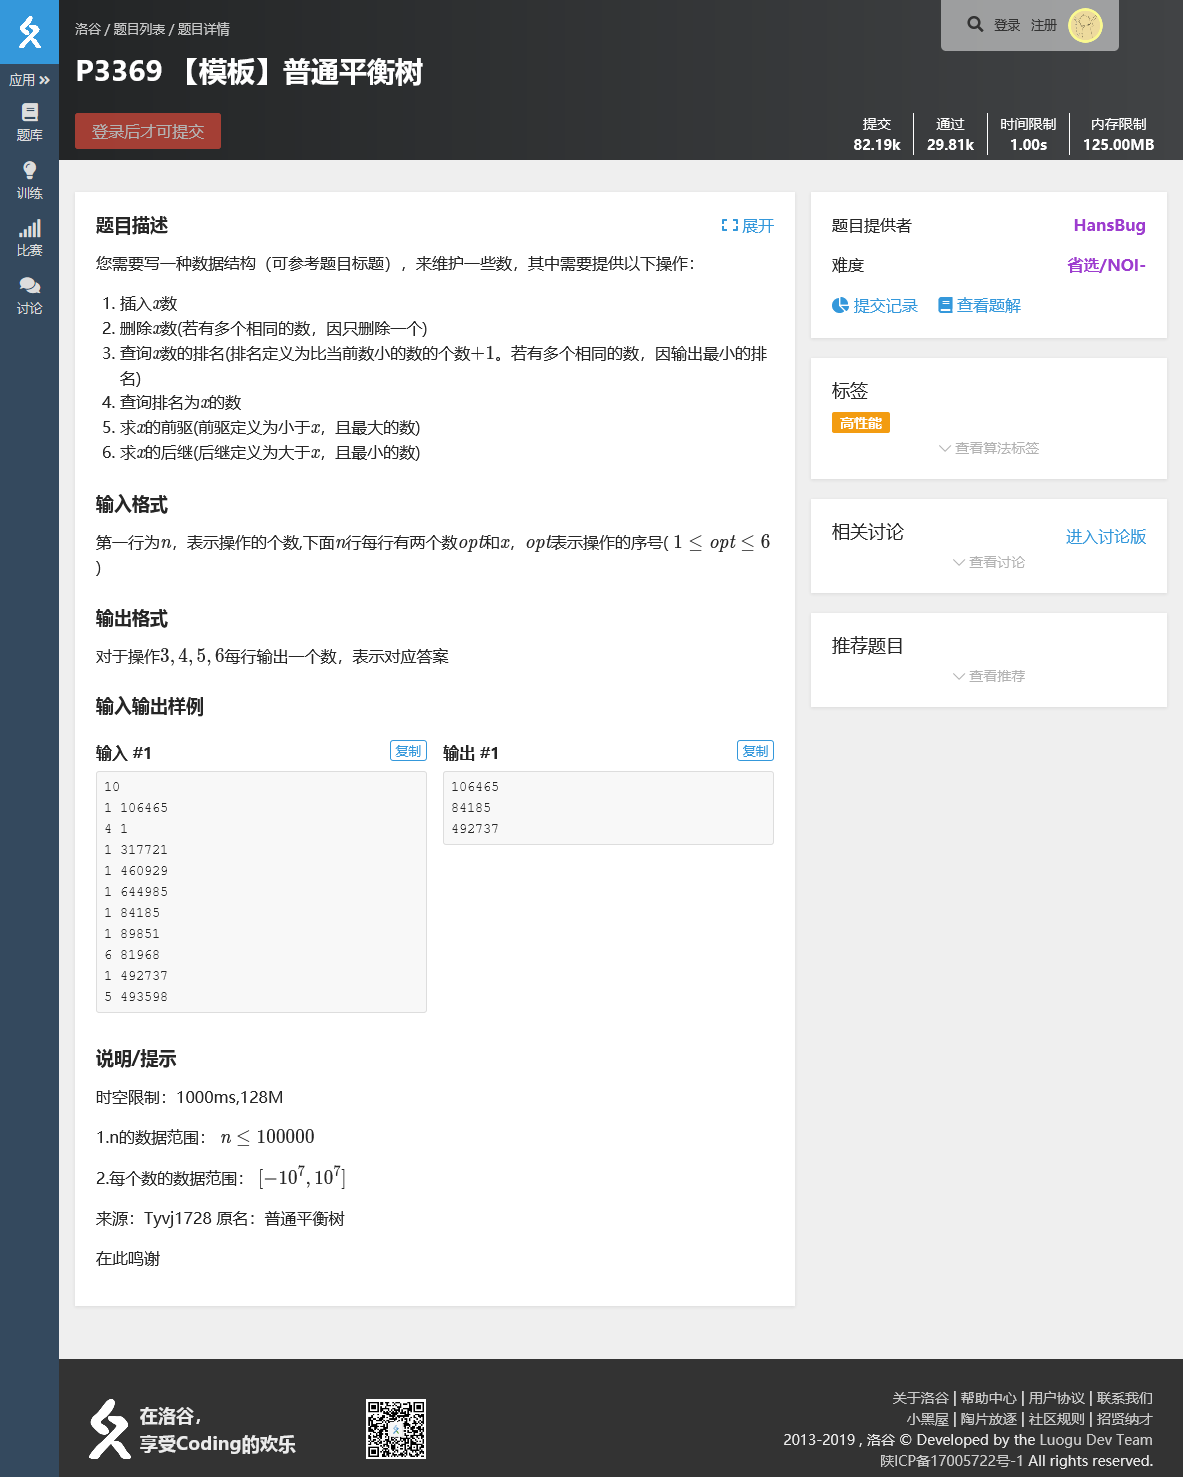 洛谷 / 题目列表 / 题目详情
登录 注册
P3369 【模板】普通平衡树
登录后才可提交
提交 通过 时间限制 内存限制
82.19k 29.81k 1.00s 125.00MB
应用
题库
训练
比赛
讨论
题目描述
展开
您需要写一种数据结构（可参考题目标题），来维护一些数，其中需要提供以下操作：
1. 插入x数
2. 删除x数(若有多个相同的数，因只删除一个)
3. 查询x数的排名(排名定义为比当前数小的数的个数+1。若有多个相同的数，因输出最小的排
名)
4. 查询排名为x的数
5. 求x的前驱(前驱定义为小于x，且最大的数)
6. 求x的后继(后继定义为大于x，且最小的数)
输入格式
第一行为n，表示操作的个数,下面n行每行有两个数opt和x，opt表示操作的序号( 1 ≤ opt ≤ 6
)
输出格式
对于操作3, 4, 5, 6每行输出一个数，表示对应答案
输入输出样例
输入 #1
复制
10
1 106465
4 1
1 317721
1 460929
1 644985
1 84185
1 89851
6 81968
1 492737
5 493598
输出 #1
复制
106465
84185
492737
说明/提示
时空限制：1000ms,128M
1.n的数据范围： n ≤ 100000
2.每个数的数据范围： [−10⁷, 10⁷]
来源：Tyvj1728 原名：普通平衡树
在此鸣谢
题目提供者 HansBug
难度 省选/NOI-
提交记录 查看题解
标签
高性能
查看算法标签
相关讨论 进入讨论版
查看讨论
推荐题目
查看推荐
在洛谷，
享受Coding的欢乐
关于洛谷 | 帮助中心 | 用户协议 | 联系我们
小黑屋 | 陶片放逐 | 社区规则 | 招贤纳才
2013-2019 , 洛谷 © Developed by the Luogu Dev Team
陕ICP备17005722号-1 All rights reserved.